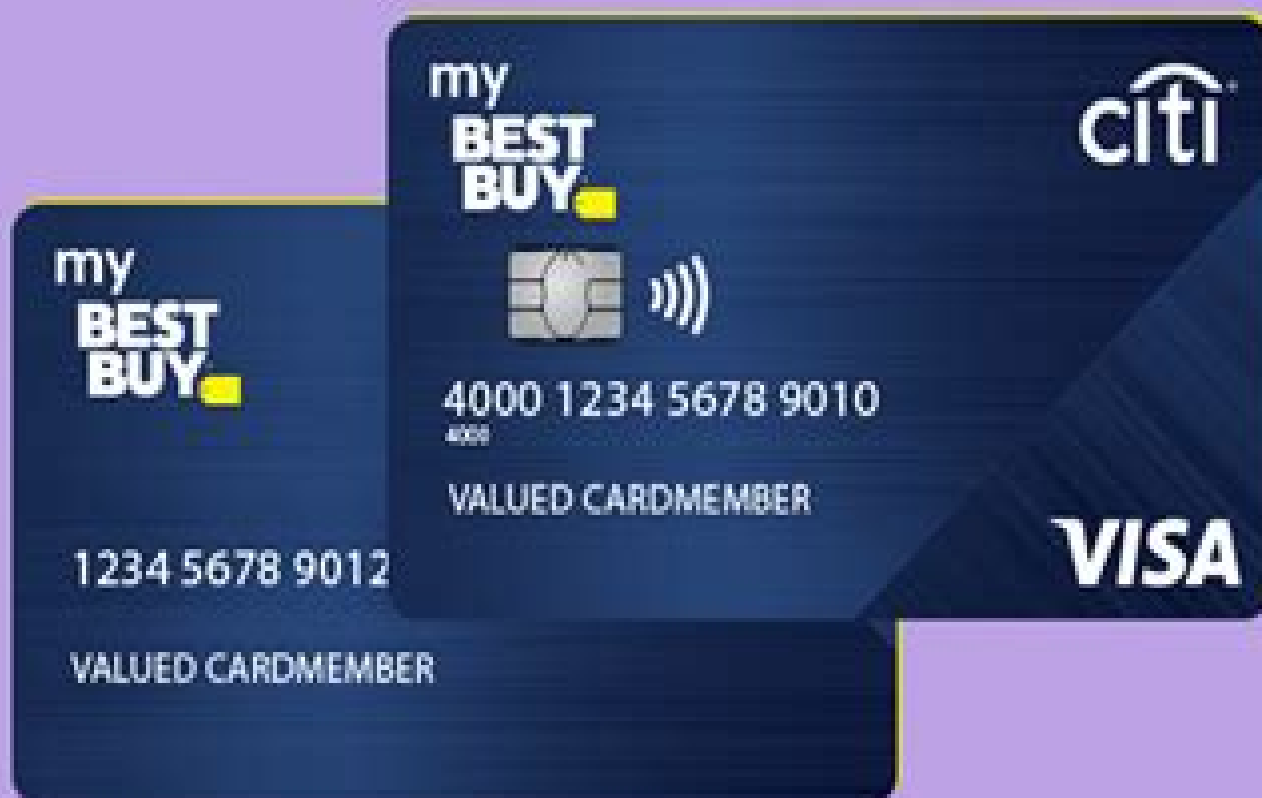 my
BEST
BUY
citi
4000 1234 5678 9010
4000
VALUED CARDMEMBER
VISA
my
BEST
BUY
1234 5678 9012
VALUED CARDMEMBER